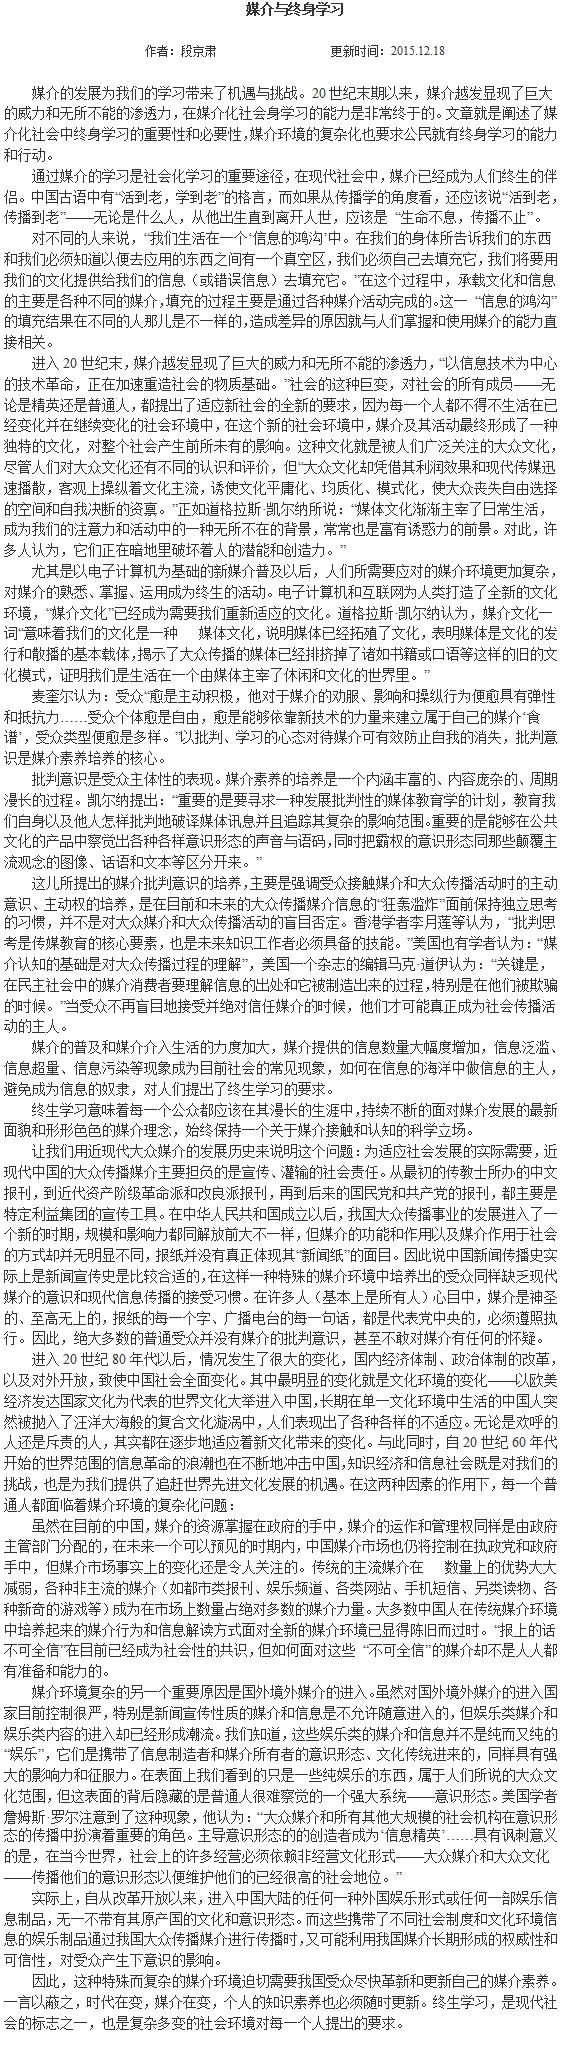 媒介与终身学习
作者：段京肃 更新时间：2015.12.18
媒介的发展为我们的学习带来了机遇与挑战。20世纪末期以来，媒介越发显现了巨大
的威力和无所不能的渗透力，在媒介化社会身学习的能力是非常终于的。文章就是阐述了媒
介化社会中终身学习的重要性和必要性，媒介环境的复杂化也要求公民就有终身学习的能力
和行动。
通过媒介的学习是社会化学习的重要途径，在现代社会中，媒介已经成为人们终生的伴
侣。中国古语中有“活到老，学到老”的格言，而如果从传播学的角度看，还应该说“活到老，
传播到老”——无论是什么人，从他出生直到离开人世，应该是 “生命不息，传播不止”。
对不同的人来说，“我们生活在一个‘信息的鸿沟’中。在我们的身体所告诉我们的东西
和我们必须知道以便去应用的东西之间有一个真空区，我们必须自己去填充它，我们将要用
我们的文化提供给我们的信息（或错误信息）去填充它。”在这个过程中，承载文化和信息
的主要是各种不同的媒介，填充的过程主要是通过各种媒介活动完成的。这一 “信息的鸿沟”
的填充结果在不同的人那儿是不一样的，造成差异的原因就与人们掌握和使用媒介的能力直
接相关。
进入 20 世纪末，媒介越发显现了巨大的威力和无所不能的渗透力，“以信息技术为中心
的技术革命，正在加速重造社会的物质基础。”社会的这种巨变，对社会的所有成员——无
论是精英还是普通人，都提出了适应新社会的全新的要求，因为每一个人都不得不生活在已
经变化并在继续变化的社会环境中，在这个新的社会环境中，媒介及其活动最终形成了一种
独特的文化，对整个社会产生前所未有的影响。这种文化就是被人们广泛关注的大众文化，
尽管人们对大众文化还有不同的认识和评价，但“大众文化却凭借其利润效果和现代传媒迅
速播散，客观上操纵着文化主流，诱使文化平庸化、均质化、模式化，使大众丧失自由选择
的空间和自我决断的资禀。”正如道格拉斯·凯尔纳所说：“媒体文化渐渐主宰了日常生活，
成为我们的注意力和活动中的一种无所不在的背景，常常也是富有诱惑力的前景。对此，许
多人认为，它们正在暗地里破坏着人的潜能和创造力。”
尤其是以电子计算机为基础的新媒介普及以后，人们所需要应对的媒介环境更加复杂，
对媒介的熟悉、掌握、运用成为终生的活动。电子计算机和互联网为人类打造了全新的文化
环境，“媒介文化”已经成为需要我们重新适应的文化。道格拉斯·凯尔纳认为，媒介文化一
词“意味着我们的文化是一种 媒体文化，说明媒体已经拓殖了文化，表明媒体是文化的发
行和散播的基本载体，揭示了大众传播的媒体已经排挤掉了诸如书籍或口语等这样的旧的文
化模式，证明我们是生活在一个由媒体主宰了休闲和文化的世界里。”
麦奎尔认为：受众“愈是主动积极，他对于媒介的劝服、影响和操纵行为便愈具有弹性
和抵抗力……受众个体愈是自由，愈是能够依靠新技术的力量来建立属于自己的媒介‘食
谱’，受众类型便愈是多样。”以批判、学习的心态对待媒介可有效防止自我的消失，批判意
识是媒介素养培养的核心。
批判意识是受众主体性的表现。媒介素养的培养是一个内涵丰富的、内容庞杂的、周期
漫长的过程。凯尔纳提出：“重要的是要寻求一种发展批判性的媒体教育学的计划，教育我
们自身以及他人怎样批判地破译媒体讯息并且追踪其复杂的影响范围。重要的是能够在公共
文化的产品中察觉出各种各样意识形态的声音与语码，同时把霸权的意识形态同那些颠覆主
流观念的图像、话语和文本等区分开来。”
这儿所提出的媒介批判意识的培养，主要是强调受众接触媒介和大众传播活动时的主动
意识、主动权的培养，是在目前和未来的大众传播媒介信息的“狂轰滥炸”面前保持独立思考
的习惯，并不是对大众媒介和大众传播活动的盲目否定。香港学者李月莲等认为，“批判思
考是传媒教育的核心要素，也是未来知识工作者必须具备的技能。”美国也有学者认为：“媒
介认知的基础是对大众传播过程的理解”，美国一个杂志的编辑马克·道伊认为：“关键是，
在民主社会中的媒介消费者要理解信息的出处和它被制造出来的过程，特别是在他们被欺骗
的时候。”当受众不再盲目地接受并绝对信任媒介的时候，他们才可能真正成为社会传播活
动的主人。
媒介的普及和媒介介入生活的力度加大，媒介提供的信息数量大幅度增加，信息泛滥、
信息超量、信息污染等现象成为目前社会的常见现象，如何在信息的海洋中做信息的主人，
避免成为信息的奴隶，对人们提出了终生学习的要求。
终生学习意味着每一个公众都应该在其漫长的生涯中，持续不断的面对媒介发展的最新
面貌和形形色色的媒介理念，始终保持一个关于媒介接触和认知的科学立场。
让我们用近现代大众媒介的发展历史来说明这个问题：为适应社会发展的实际需要，近
现代中国的大众传播媒介主要担负的是宣传、灌输的社会责任。从最初的传教士所办的中文
报刊，到近代资产阶级革命派和改良派报刊，再到后来的国民党和共产党的报刊，都主要是
特定利益集团的宣传工具。在中华人民共和国成立以后，我国大众传播事业的发展进入了一
个新的时期，规模和影响力都同解放前大不一样，但媒介的功能和作用以及媒介作用于社会
的方式却并无明显不同，报纸并没有真正体现其“新闻纸”的面目。因此说中国新闻传播史实
际上是新闻宣传史是比较合适的，在这样一种特殊的媒介环境中培养出的受众同样缺乏现代
媒介的意识和现代信息传播的接受习惯。在许多人（基本上是所有人）心目中，媒介是神圣
的、至高无上的，报纸的每一个字、广播电台的每一句话，都是代表党中央的，必须遵照执
行。因此，绝大多数的普通受众并没有媒介的批判意识，甚至不敢对媒介有任何的怀疑。
进入 20 世纪 80 年代以后，情况发生了很大的变化，国内经济体制、政治体制的改革，
以及对外开放，致使中国社会全面变化。其中最明显的变化就是文化环境的变化——以欧美
经济发达国家文化为代表的世界文化大举进入中国，长期在单一文化环境中生活的中国人突
然被抛入了汪洋大海般的复合文化漩涡中，人们表现出了各种各样的不适应。无论是欢呼的
人还是斥责的人，其实都在逐步地适应着新文化带来的变化。与此同时，自 20 世纪 60 年代
开始的世界范围的信息革命的浪潮也在不断地冲击中国，知识经济和信息社会既是对我们的
挑战，也是为我们提供了追赶世界先进文化发展的机遇。在这两种因素的作用下，每一个普
通人都面临着媒介环境的复杂化问题：
虽然在目前的中国，媒介的资源掌握在政府的手中，媒介的运作和管理权同样是由政府
主管部门分配的，在未来一个可以预见的时期内，中国媒介市场也仍将控制在执政党和政府
手中，但媒介市场事实上的变化还是令人关注的。传统的主流媒介在 数量上的优势大大
减弱，各种非主流的媒介（如都市类报刊、娱乐频道、各类网站、手机短信、另类读物、各
种新奇的游戏等）成为在市场上数量占绝对多数的媒介力量。大多数中国人在传统媒介环境
中培养起来的媒介行为和信息解读方式面对全新的媒介环境已显得陈旧而过时。“报上的话
不可全信”在目前已经成为社会性的共识，但如何面对这些 “不可全信”的媒介却不是人人都
有准备和能力的。
媒介环境复杂的另一个重要原因是国外境外媒介的进入。虽然对国外境外媒介的进入国
家目前控制很严，特别是新闻宣传性质的媒介和信息是不允许随意进入的，但娱乐类媒介和
娱乐类内容的进入却已经形成潮流。我们知道，这些娱乐类的媒介和信息并不是纯而又纯的
“娱乐”，它们是携带了信息制造者和媒介所有者的意识形态、文化传统进来的，同样具有强
大的影响力和征服力。在表面上我们看到的只是一些纯娱乐的东西，属于人们所说的大众文
化范围，但这表面的背后隐藏的是普通人很难察觉的一个强大系统——意识形态。美国学者
詹姆斯·罗尔注意到了这种现象，他认为：“大众媒介和所有其他大规模的社会机构在意识形
态的传播中扮演着重要的角色。主导意识形态的的创造者成为‘信息精英’……具有讽刺意义
的是，在当今世界，社会上的许多经营必须依赖非经营文化形式——大众媒介和大众文化
——传播他们的意识形态以便维护他们的已经很高的社会地位。”
实际上，自从改革开放以来，进入中国大陆的任何一种外国娱乐形式或任何一部娱乐信
息制品，无一不带有其原产国的文化和意识形态。而这些携带了不同社会制度和文化环境信
息的娱乐制品通过我国大众传播媒介进行传播时，又可能利用我国媒介长期形成的权威性和
可信性，对受众产生下意识的影响。
因此，这种特殊而复杂的媒介环境迫切需要我国受众尽快革新和更新自己的媒介素养。
一言以蔽之，时代在变，媒介在变，个人的知识素养也必须随时更新。终生学习，是现代社
会的标志之一，也是复杂多变的社会环境对每一个人提出的要求。